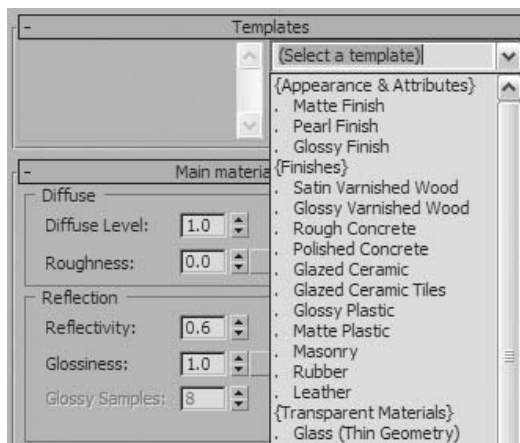 - Templates
(Select a template)
{Appearance & Attributes}
. Matte Finish
. Pearl Finish
. Glossy Finish
{Finishes}
. Satin Varnished Wood
. Glossy Varnished Wood
. Rough Concrete
. Polished Concrete
. Glazed Ceramic
. Glazed Ceramic Tiles
. Glossy Plastic
. Matte Plastic
. Masonry
. Rubber
. Leather
{Transparent Materials}
. Glass (Thin Geometry)
- Main materia
Diffuse
Diffuse Level: 1.0
Roughness: 0.0
Reflection
Reflectivity: 0.6
Glossiness: 1.0
Glossy Samples: 8